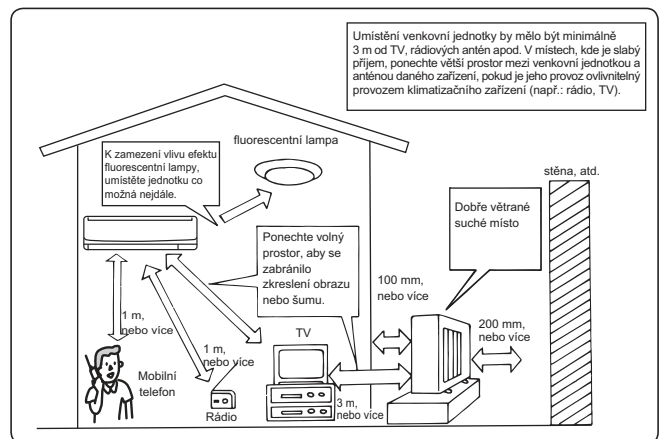 Umístění venkovní jednotky by mělo být minimálně
3 m od TV, rádiových antén apod. V místech, kde je slabý
příjem, ponechte větší prostor mezi venkovní jednotkou a
anténou daného zařízení, pokud je jeho provoz ovlivnitelný
provozem klimatizačního zařízení (např.: rádio, TV).
fluorescentní lampa
K zamezení vlivu efektu
fluorescentní lampy,
umístěte jednotku co
možná nejdále.
stěna, atd.
Dobře větrané
suché místo
Ponechte volný
prostor, aby se
zabránilo
zkreslení obrazu
nebo šumu.
100 mm,
nebo více
200 mm,
nebo více
1 m,
nebo více
1 m,
nebo více
TV
Mobilní
telefon
Rádio
3 m,
nebo více